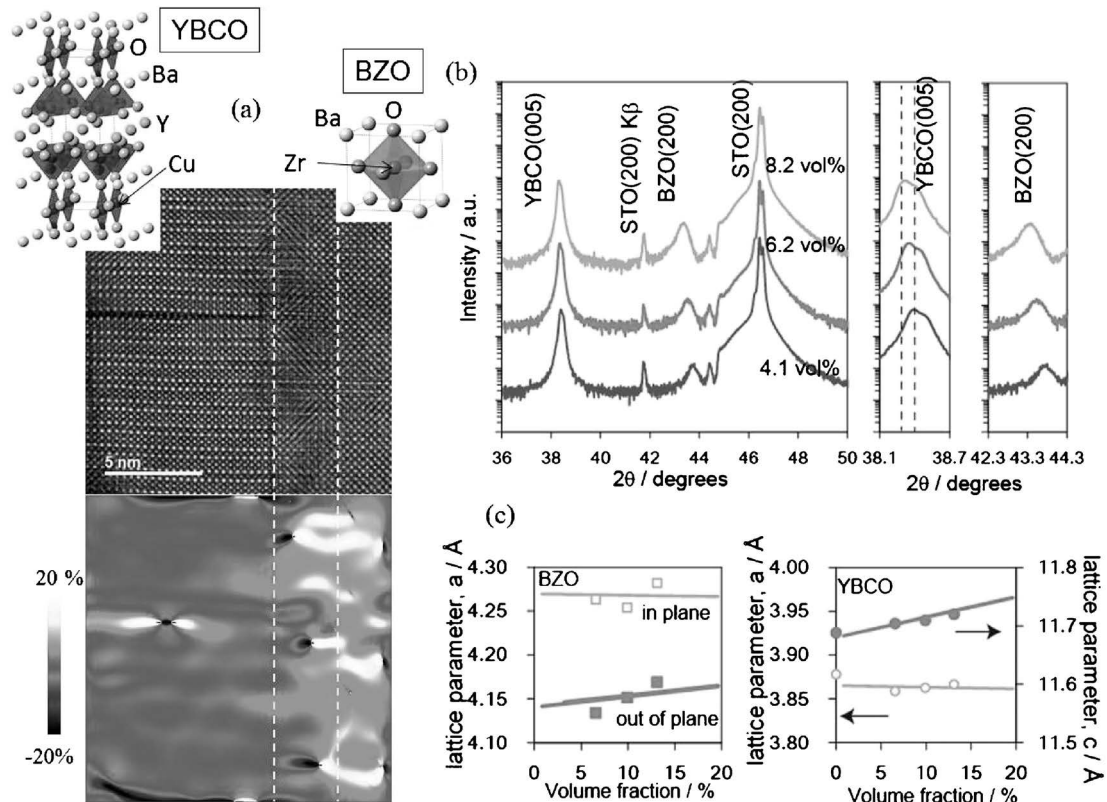 YBCO
O
Ba
(a)
Y
Cu
BZO
Ba
O
Zr
5 nm
20 %
-20%
(b)
Intensity / a.u.
YBCO(005)
STO(200) Kβ
BZO(200)
STO(200)
8.2 vol%
6.2 vol%
4.1 vol%
36 38 40 42 44 46 48 50
2θ / degrees
YBCO(005)
38.1 38.7
2θ / degrees
BZO(200)
42.3 43.3 44.3
2θ / degrees
(c)
lattice parameter, a / Å
4.30
4.25
4.20
4.15
4.10
BZO
in plane
out of plane
0 5 10 15 20
Volume fraction / %
lattice parameter, a / Å
4.00
3.95
3.90
3.85
3.80
YBCO
11.8
11.7
11.6
11.5
lattice parameter, c / Å
0 5 10 15 20
Volume fraction / %